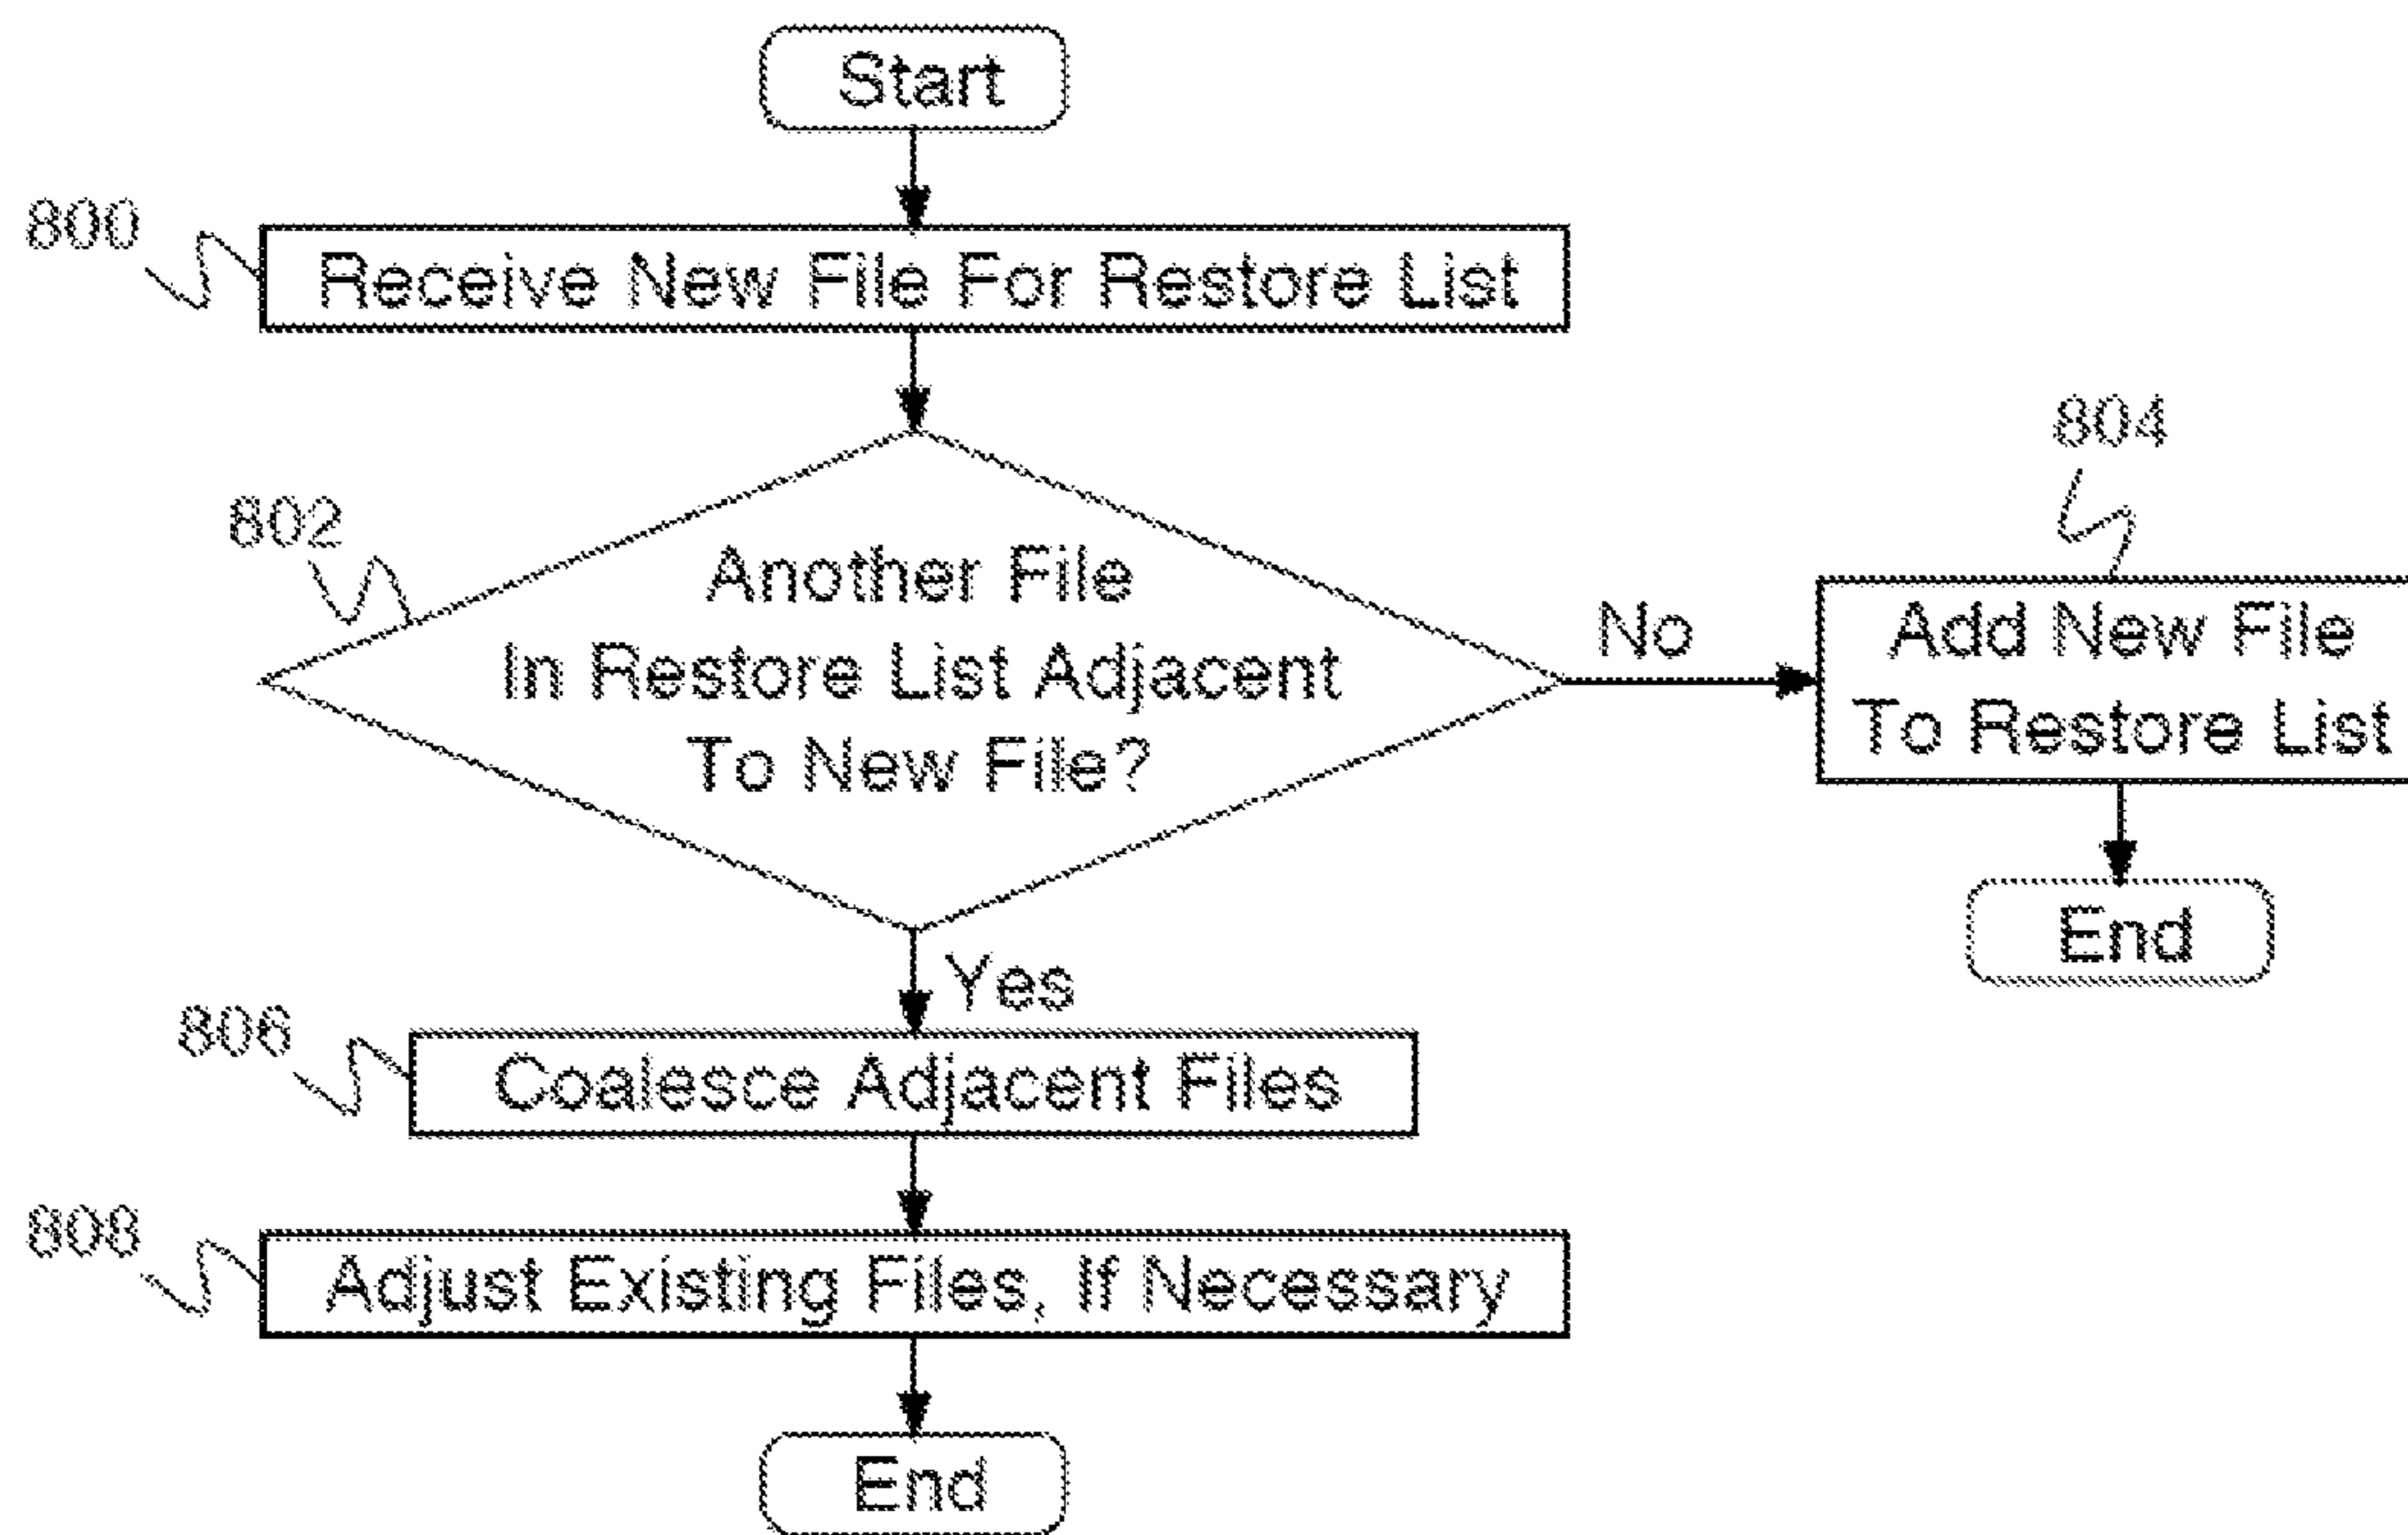 Start
800
Receive New File For Restore List
802
Another File
In Restore List Adjacent
To New File?
No
804
Add New File
To Restore List
End
Yes
806
Coalesce Adjacent Files
808
Adjust Existing Files, If Necessary
End